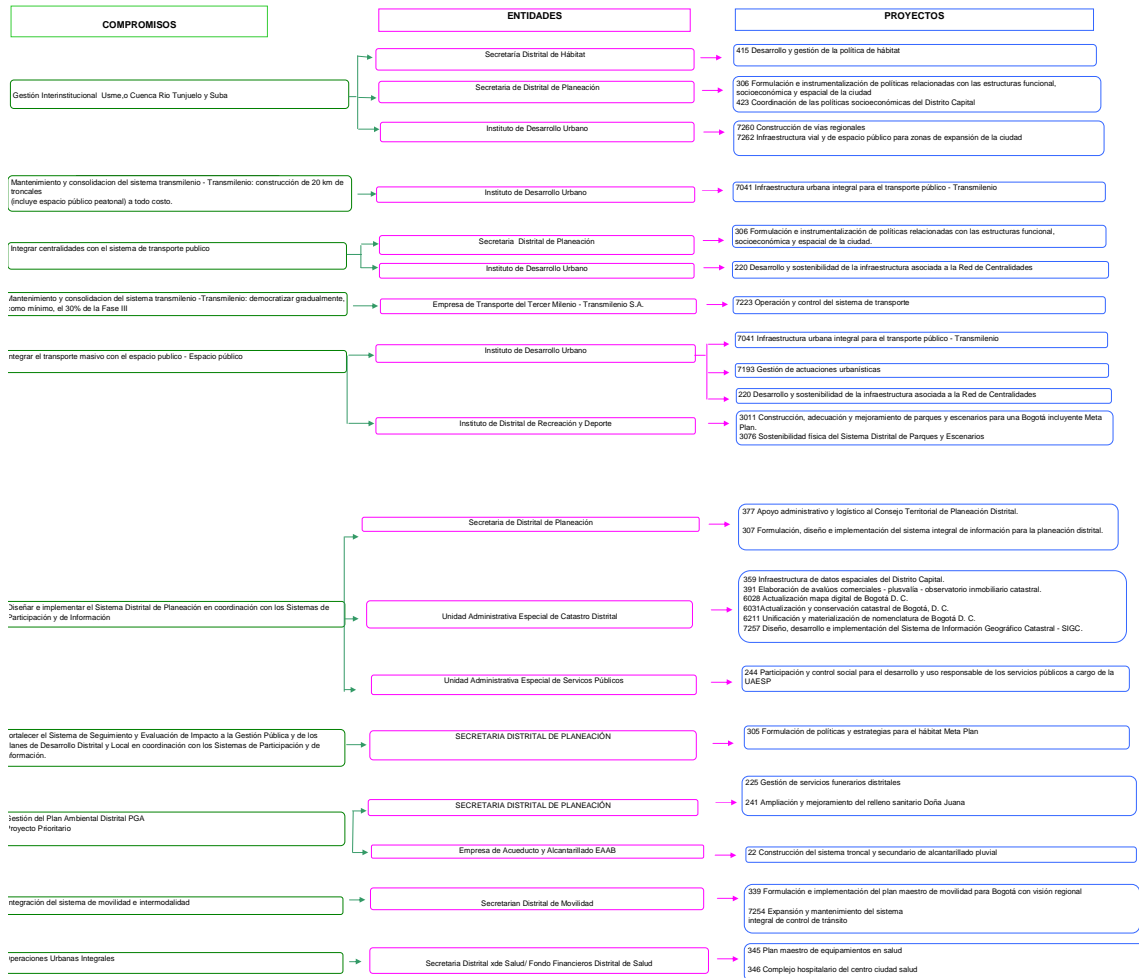 COMPROMISOS
ENTIDADES
PROYECTOS
Gestión Interinstitucional Usme,o Cuenca Rio Tunjuelo y Suba
Secretaría Distrital de Hábitat
415 Desarrollo y gestión de la política de hábitat
Secretaria de Distrital de Planeación
306 Formulación e instrumentalización de políticas relacionadas con las estructuras funcional,
socioeconómica y espacial de la ciudad
423 Coordinación de las políticas socioeconómicas del Distrito Capital
Instituto de Desarrollo Urbano
7260 Construcción de vías regionales
7262 Infraestructura vial y de espacio público para zonas de expansión de la ciudad
Mantenimiento y consolidacion del sistema transmilenio - Transmilenio: construcción de 20 km de
troncales
(incluye espacio público peatonal) a todo costo.
Instituto de Desarrollo Urbano
7041 Infraestructura urbana integral para el transporte público - Transmilenio
Integrar centralidades con el sistema de transporte publico
Secretaria Distrital de Planeación
306 Formulación e instrumentalización de políticas relacionadas con las estructuras funcional,
socioeconómica y espacial de la ciudad.
Instituto de Desarrollo Urbano
220 Desarrollo y sostenibilidad de la infraestructura asociada a la Red de Centralidades
Mantenimiento y consolidacion del sistema transmilenio -Transmilenio: democratizar gradualmente,
como mínimo, el 30% de la Fase III
Empresa de Transporte del Tercer Milenio - Transmilenio S.A.
7223 Operación y control del sistema de transporte
ntegrar el transporte masivo con el espacio publico - Espacio público
Instituto de Desarrollo Urbano
7041 Infraestructura urbana integral para el transporte público - Transmilenio
7193 Gestión de actuaciones urbanísticas
220 Desarrollo y sostenibilidad de la infraestructura asociada a la Red de Centralidades
Instituto de Distrital de Recreación y Deporte
3011 Construcción, adecuación y mejoramiento de parques y escenarios para una Bogotá incluyente Meta
Plan.
3076 Sostenibilidad física del Sistema Distrital de Parques y Escenarios
Diseñar e implementar el Sistema Distrital de Planeación en coordinación con los Sistemas de
Participación y de Información
Secretaria de Distrital de Planeación
377 Apoyo administrativo y logístico al Consejo Territorial de Planeación Distrital.
307 Formulación, diseño e implementación del sistema integral de información para la planeación distrital.
Unidad Administrativa Especial de Catastro Distrital
359 Infraestructura de datos espaciales del Distrito Capital.
391 Elaboración de avalúos comerciales - plusvalía - observatorio inmobiliario catastral.
6028 Actualización mapa digital de Bogotá D. C.
6031Actualización y conservación catastral de Bogotá, D. C.
6211 Unificación y materialización de nomenclatura de Bogotá D. C.
7257 Diseño, desarrollo e implementación del Sistema de Información Geográfico Catastral - SIGC.
Unidad Administrativa Especial de Servicos Públicos
244 Participación y control social para el desarrollo y uso responsable de los servicios públicos a cargo de la
UAESP
ortalecer el Sistema de Seguimiento y Evaluación de Impacto a la Gestión Pública y de los
lanes de Desarrollo Distrital y Local en coordinación con los Sistemas de Participación y de
formación.
SECRETARIA DISTRITAL DE PLANEACIÓN
305 Formulación de políticas y estrategias para el hábitat Meta Plan
Gestión del Plan Ambiental Distrital PGA
royecto Prioritario
SECRETARIA DISTRITAL DE PLANEACIÓN
225 Gestión de servicios funerarios distritales
241 Ampliación y mejoramiento del relleno sanitario Doña Juana
Empresa de Acueducto y Alcantarillado EAAB
22 Construcción del sistema troncal y secundario de alcantarillado pluvial
ntegración del sistema de movilidad e intermodalidad
Secretarian Distrital de Movilidad
339 Formulación e implementación del plan maestro de movilidad para Bogotá con visión regional
7254 Expansión y mantenimiento del sistema
integral de control de tránsito
peraciones Urbanas Integrales
Secretaria Distrital xde Salud/ Fondo Financieros Distrital de Salud
345 Plan maestro de equipamientos en salud
346 Complejo hospitalario del centro ciudad salud